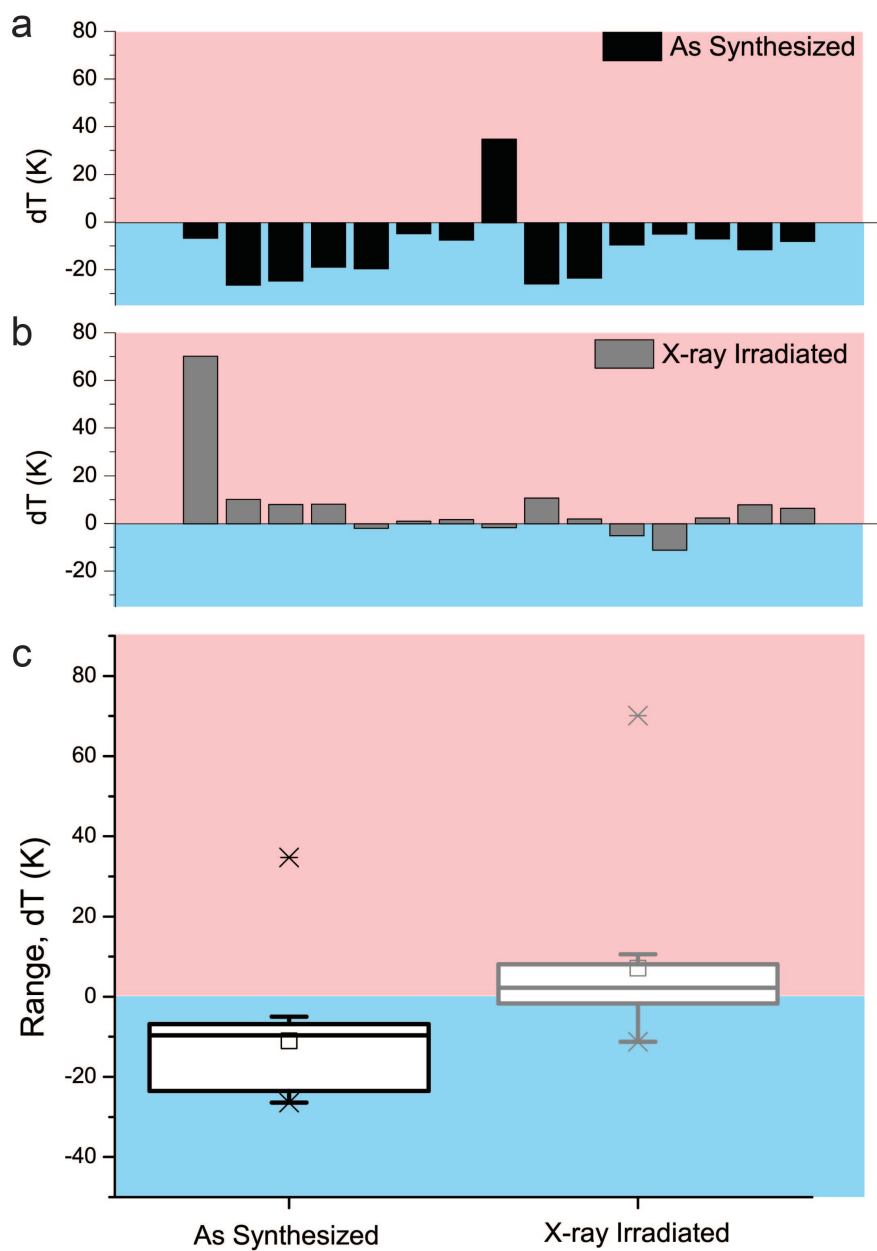 a
As Synthesized
80
60
40
20
0
-20
dT (K)
b
X-ray Irradiated
80
60
40
20
0
-20
dT (K)
c
80
60
40
20
0
-20
-40
Range, dT (K)
As Synthesized
X-ray Irradiated